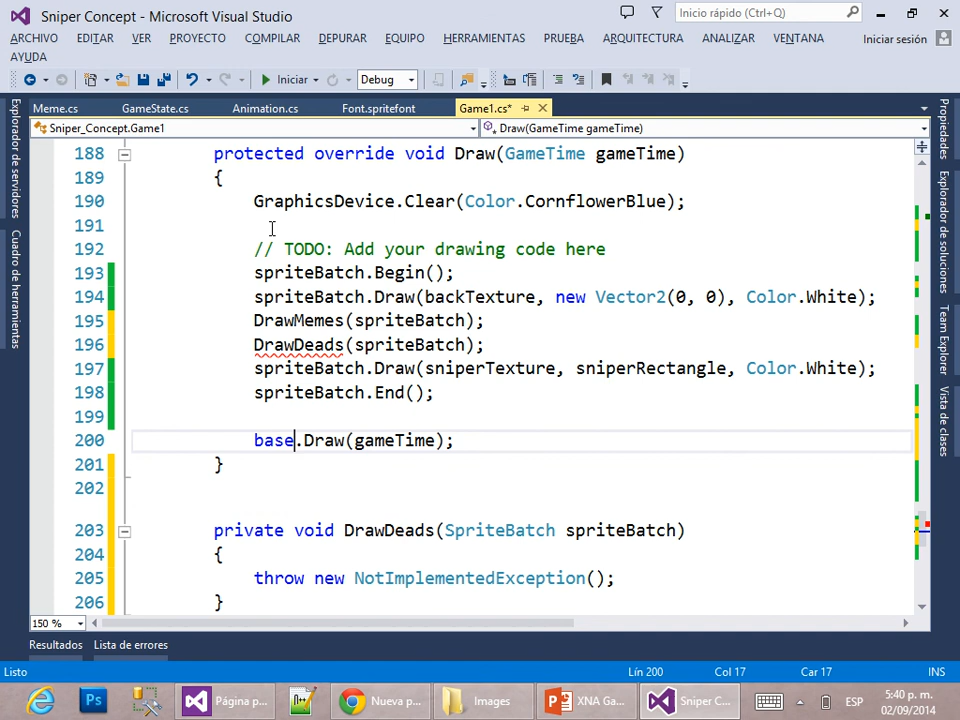 Sniper Concept - Microsoft Visual Studio
Inicio rápido (Ctrl+Q)
ARCHIVO EDITAR VER PROYECTO COMPILAR DEPURAR EQUIPO HERRAMIENTAS PRUEBA ARQUITECTURA ANALIZAR VENTANA Iniciar sesión
AYUDA
Iniciar Debug
Meme.cs GameState.cs Animation.cs Font.spritefont Game1.cs*
Sniper_Concept.Game1 Draw(GameTime gameTime)
188 protected override void Draw(GameTime gameTime)
189 {
190 GraphicsDevice.Clear(Color.CornflowerBlue);
191
192 // TODO: Add your drawing code here
193 spriteBatch.Begin();
194 spriteBatch.Draw(backTexture, new Vector2(0, 0), Color.White);
195 DrawMemes(spriteBatch);
196 DrawDeads(spriteBatch);
197 spriteBatch.Draw(sniperTexture, sniperRectangle, Color.White);
198 spriteBatch.End();
199
200 base.Draw(gameTime);
201 }
202
203 private void DrawDeads(SpriteBatch spriteBatch)
204 {
205 throw new NotImplementedException();
206 }
Explorador de servidores
Cuadro de herramientas
Propiedades
Explorador de soluciones
Team Explorer
Vista de clases
150 %
Resultados Lista de errores
Listo Lín 200 Col 17 Car 17 INS
Ps Página p... Nueva p... Images XNA Ga... Sniper C... ESP
5:40 p. m.
02/09/2014